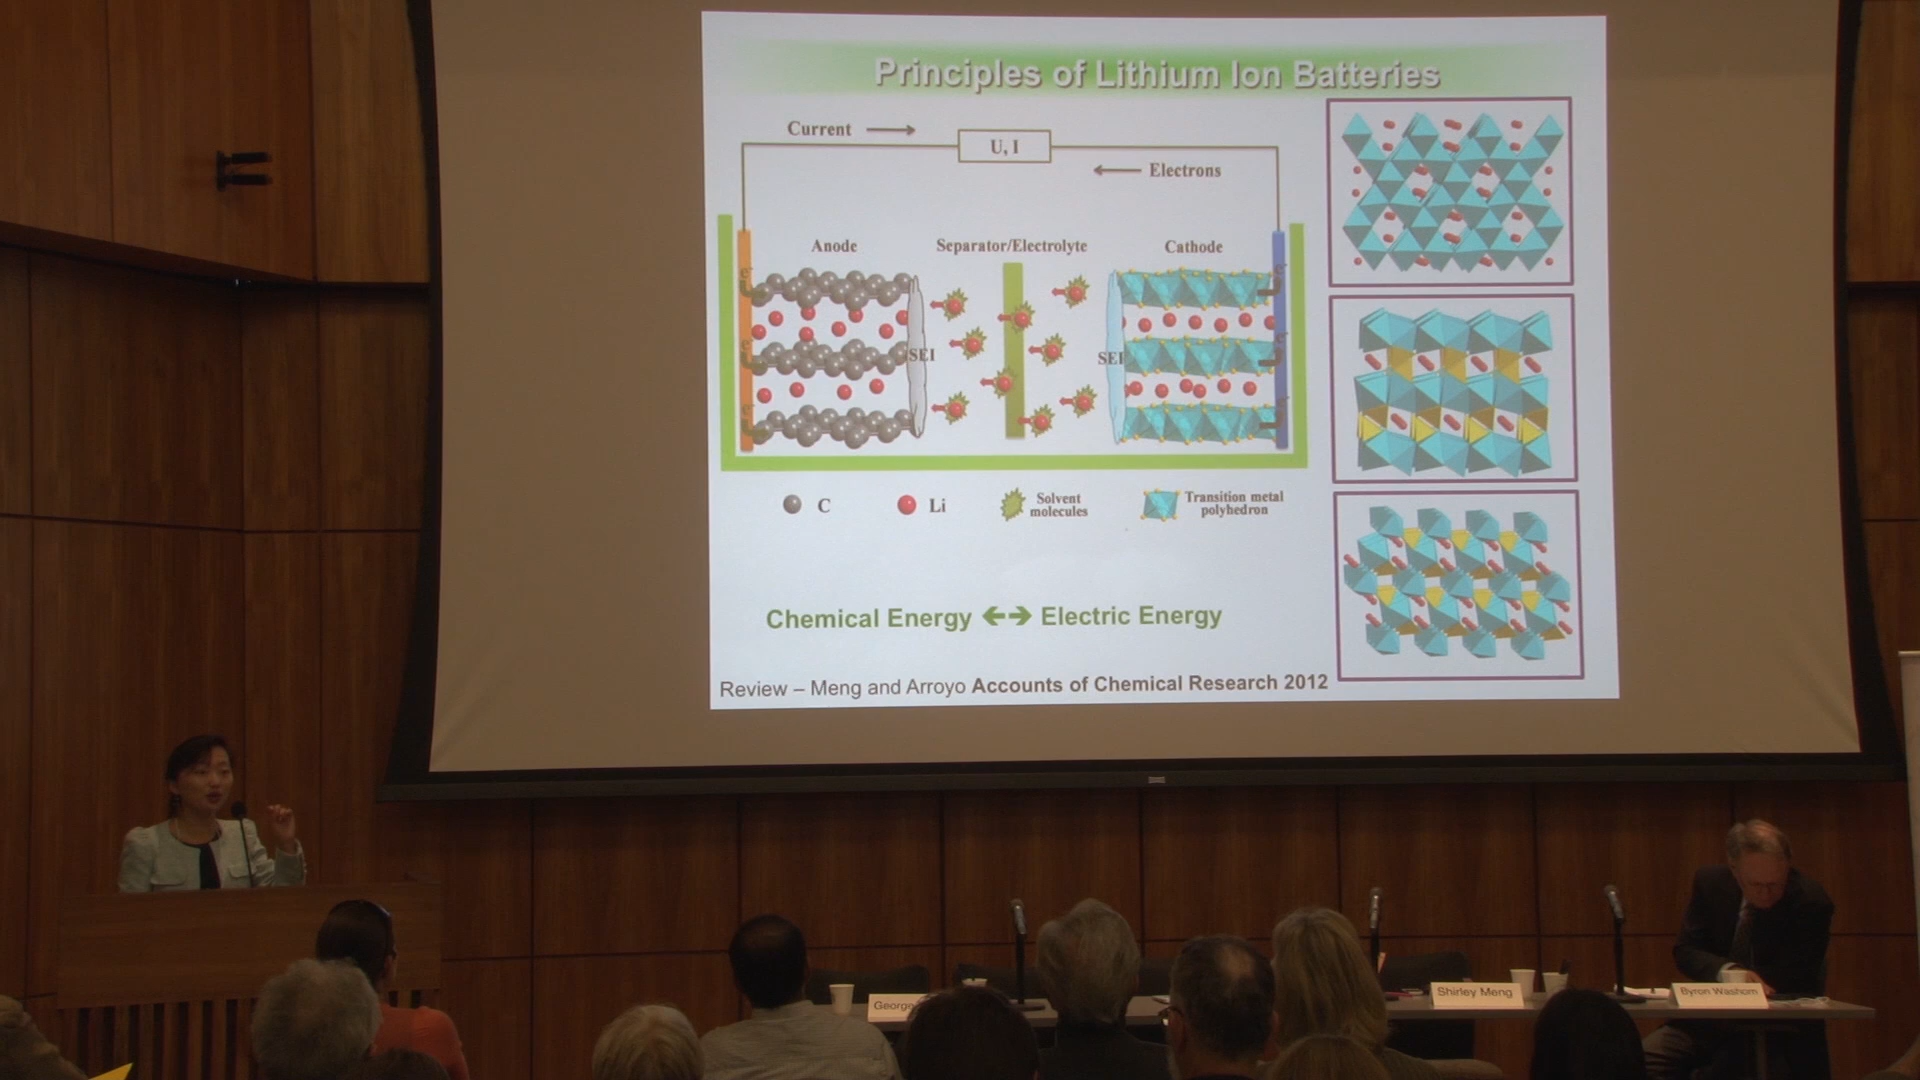 Principles of Lithium Ion Batteries
Current
U, I
Electrons
Anode
Separator/Electrolyte
Cathode
SEI
SEI
C
Li
Solvent
molecules
Transition metal
polyhedron
Chemical Energy ↔ Electric Energy
Review – Meng and Arroyo Accounts of Chemical Research 2012
George
Shirley Meng
Byron Washom